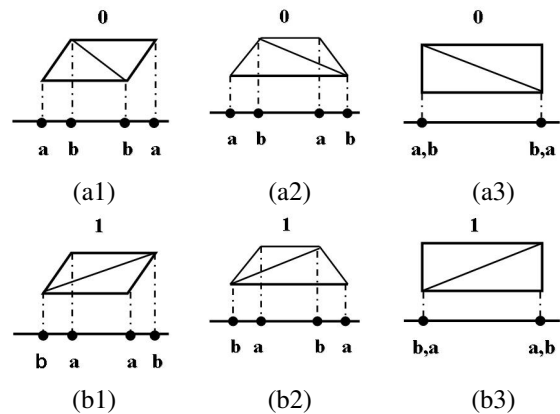 0 0 0
a b b a a b a b a,b b,a
(a1) (a2) (a3)
1 1 1
b a a b b a b a b,a a,b
(b1) (b2) (b3)